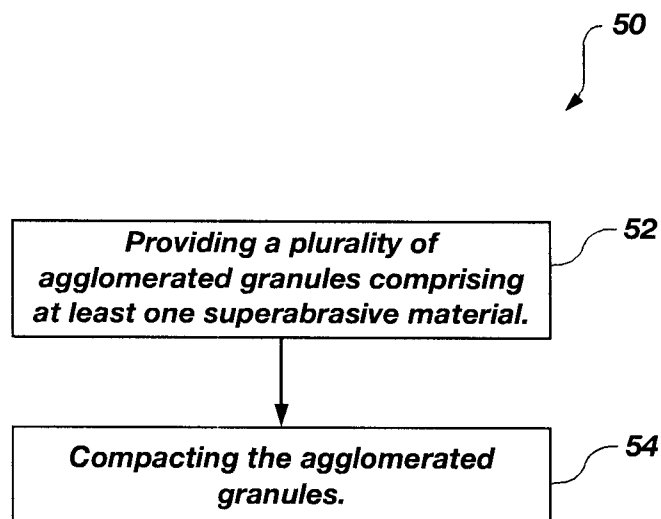 50
Providing a plurality of
agglomerated granules comprising
at least one superabrasive material.
52
Compacting the agglomerated
granules.
54